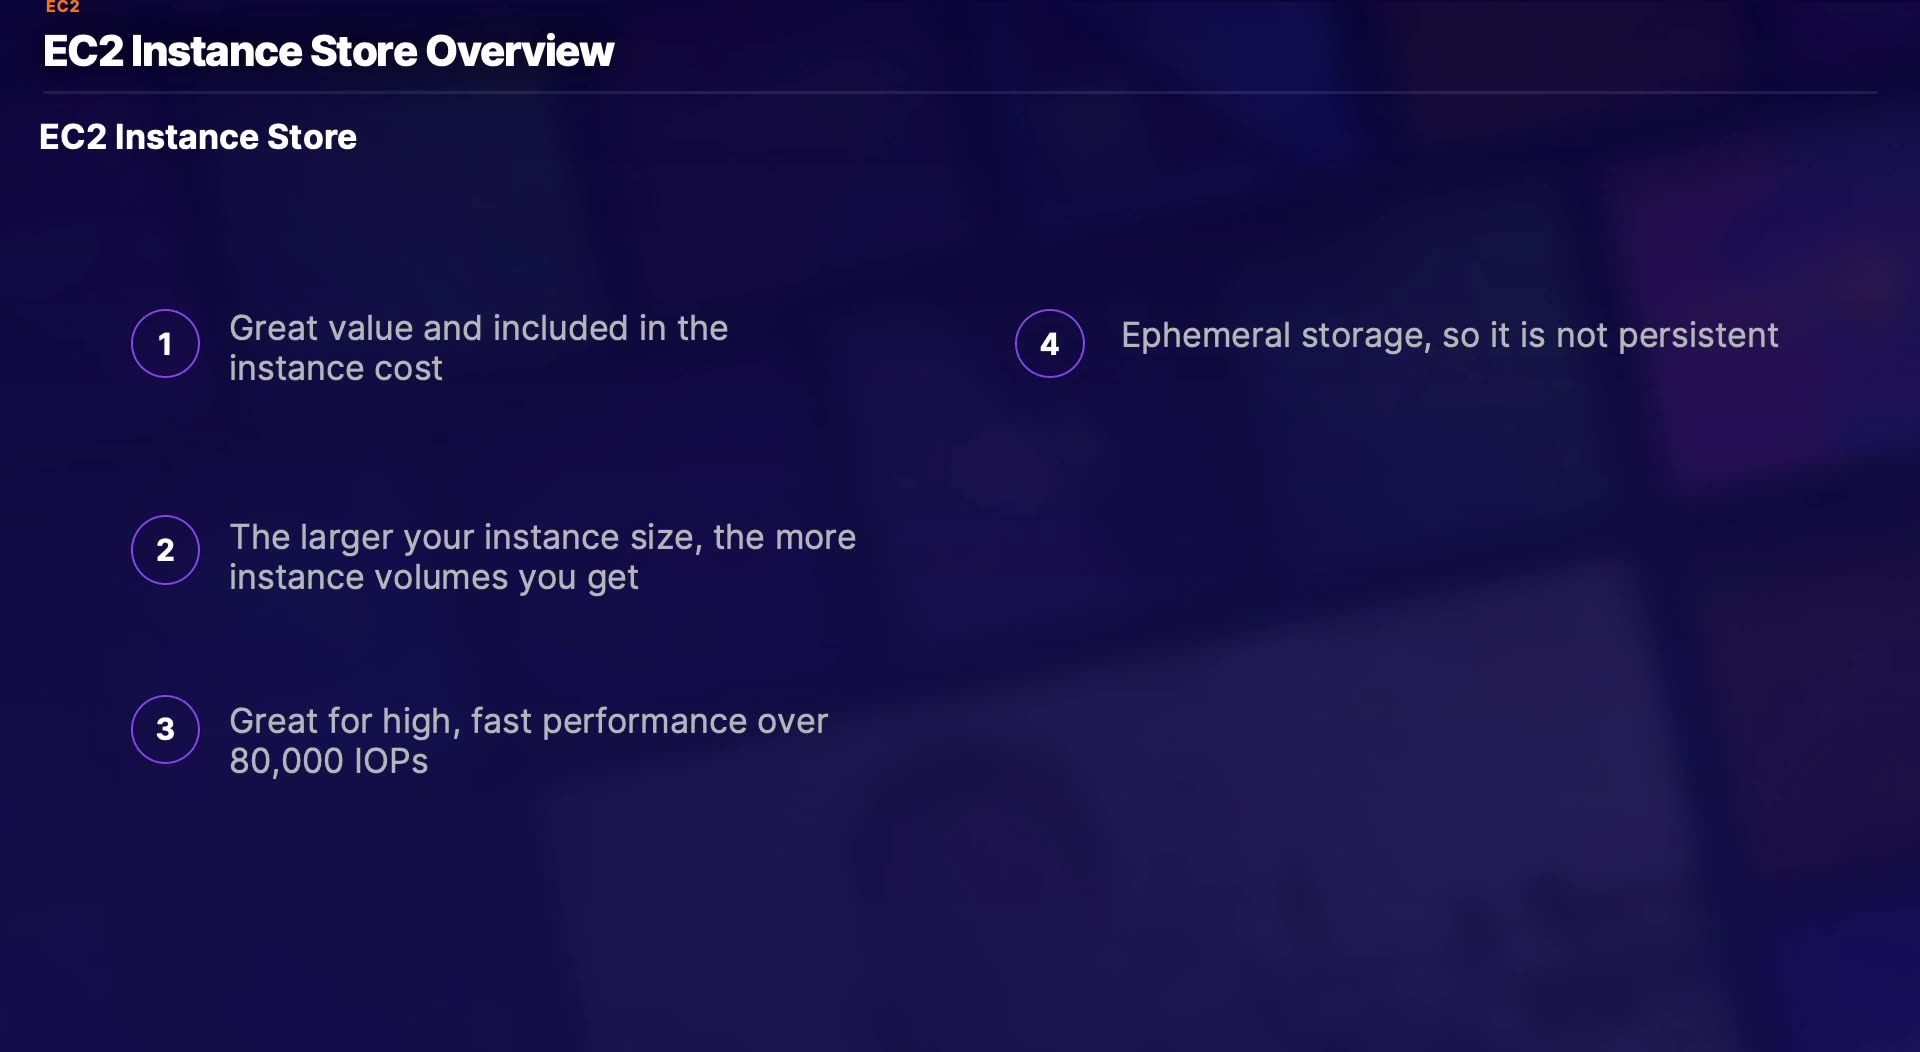 EC2
EC2 Instance Store Overview
EC2 Instance Store
1
Great value and included in the
instance cost
2
The larger your instance size, the more
instance volumes you get
3
Great for high, fast performance over
80,000 IOPs
4
Ephemeral storage, so it is not persistent